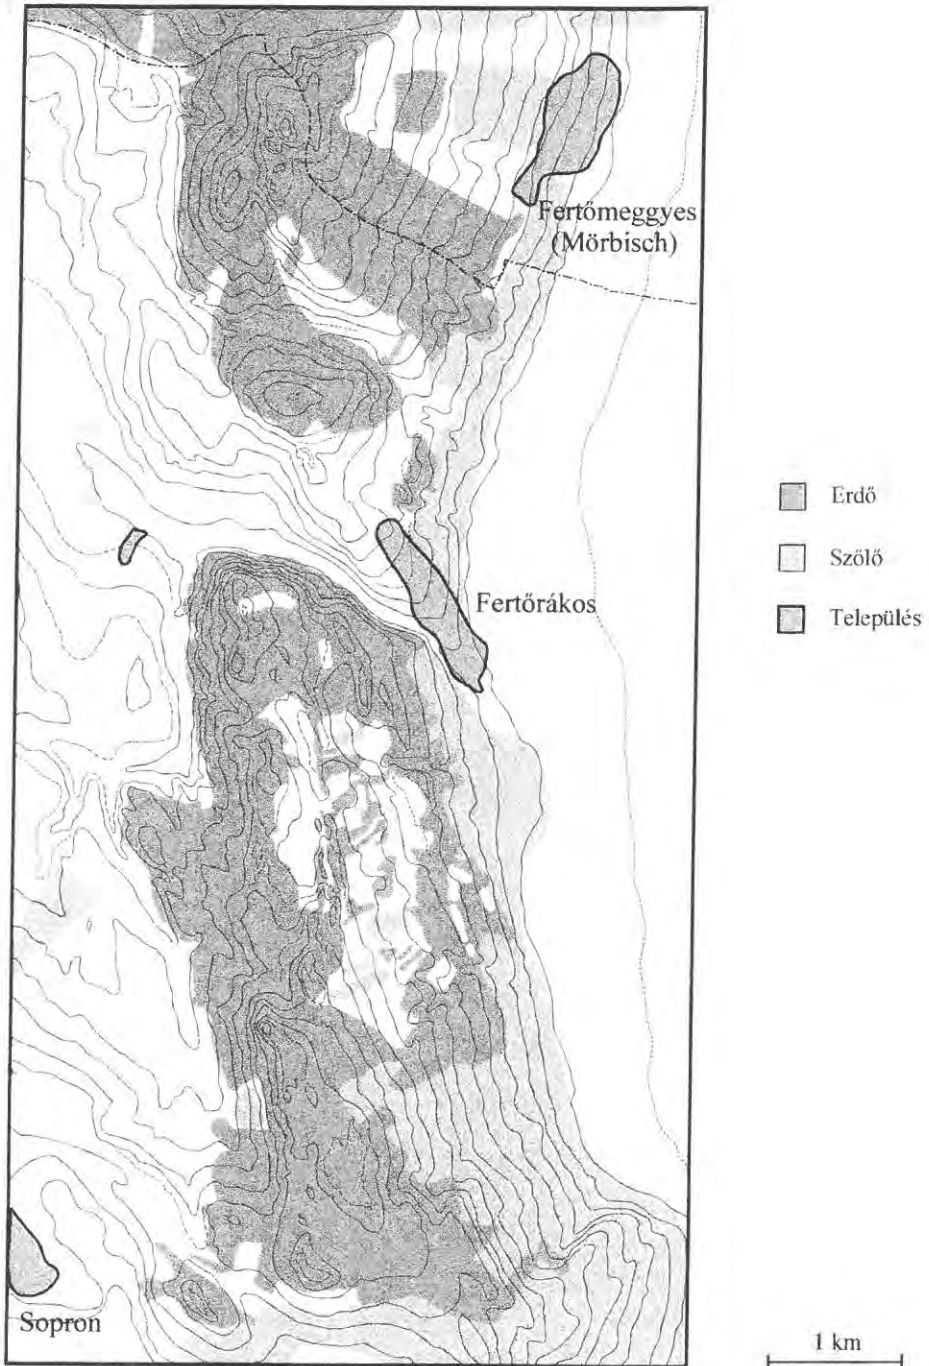 Fertőmeggyes
(Mörbisch)
Erdő
Szőlő
Település
Fertőrákos
Sopron
1 km